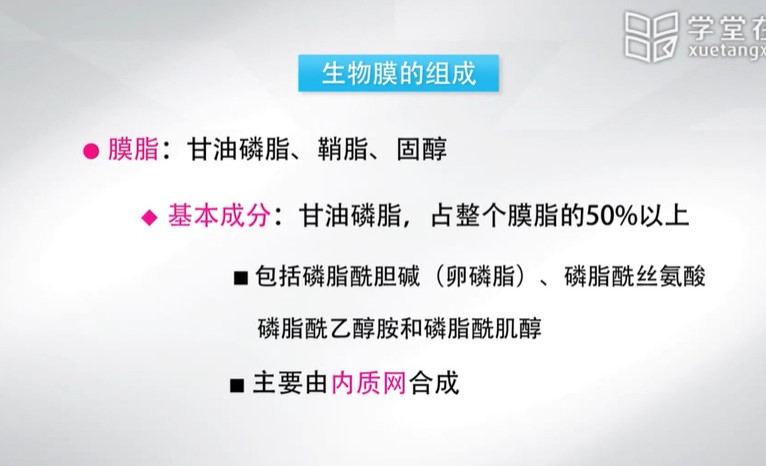 学堂在
xuetangx
生物膜的组成
● 膜脂：甘油磷脂、鞘脂、固醇
◆ 基本成分：甘油磷脂，占整个膜脂的50%以上
■ 包括磷脂酰胆碱（卵磷脂）、磷脂酰丝氨酸
磷脂酰乙醇胺和磷脂酰肌醇
■ 主要由内质网合成